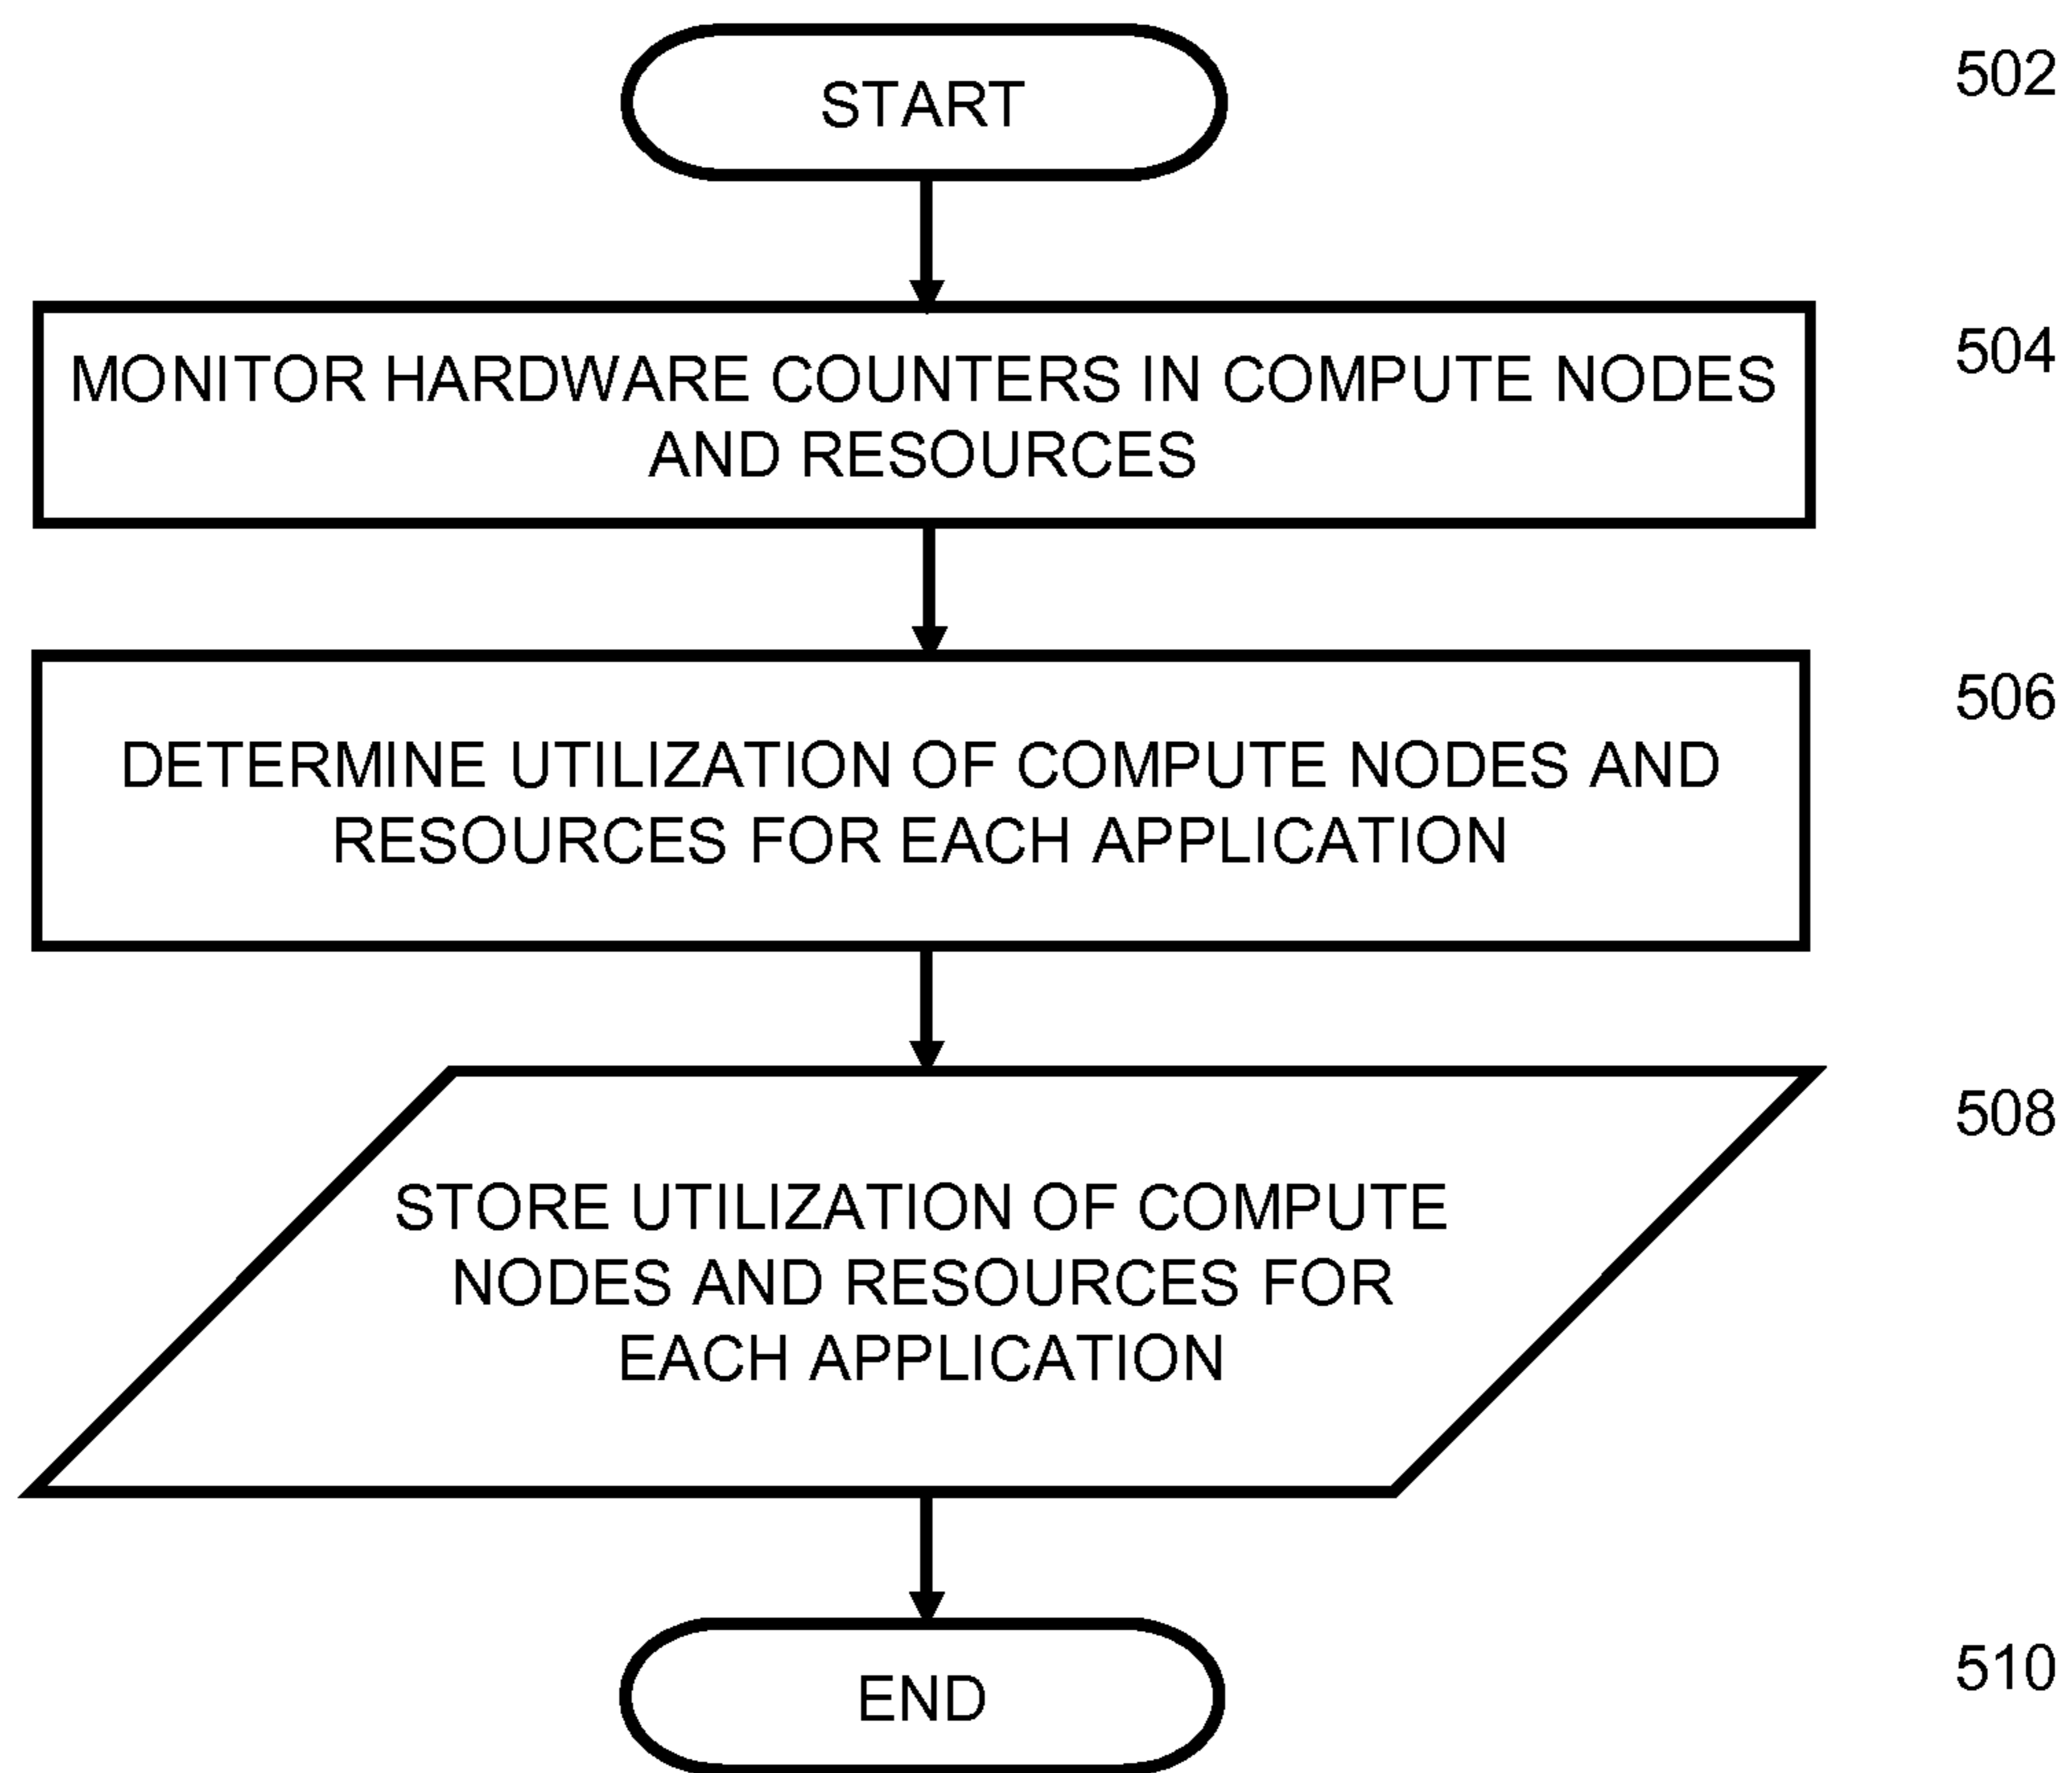 START
502
MONITOR HARDWARE COUNTERS IN COMPUTE NODES
AND RESOURCES
504
DETERMINE UTILIZATION OF COMPUTE NODES AND
RESOURCES FOR EACH APPLICATION
506
STORE UTILIZATION OF COMPUTE
NODES AND RESOURCES FOR
EACH APPLICATION
508
END
510